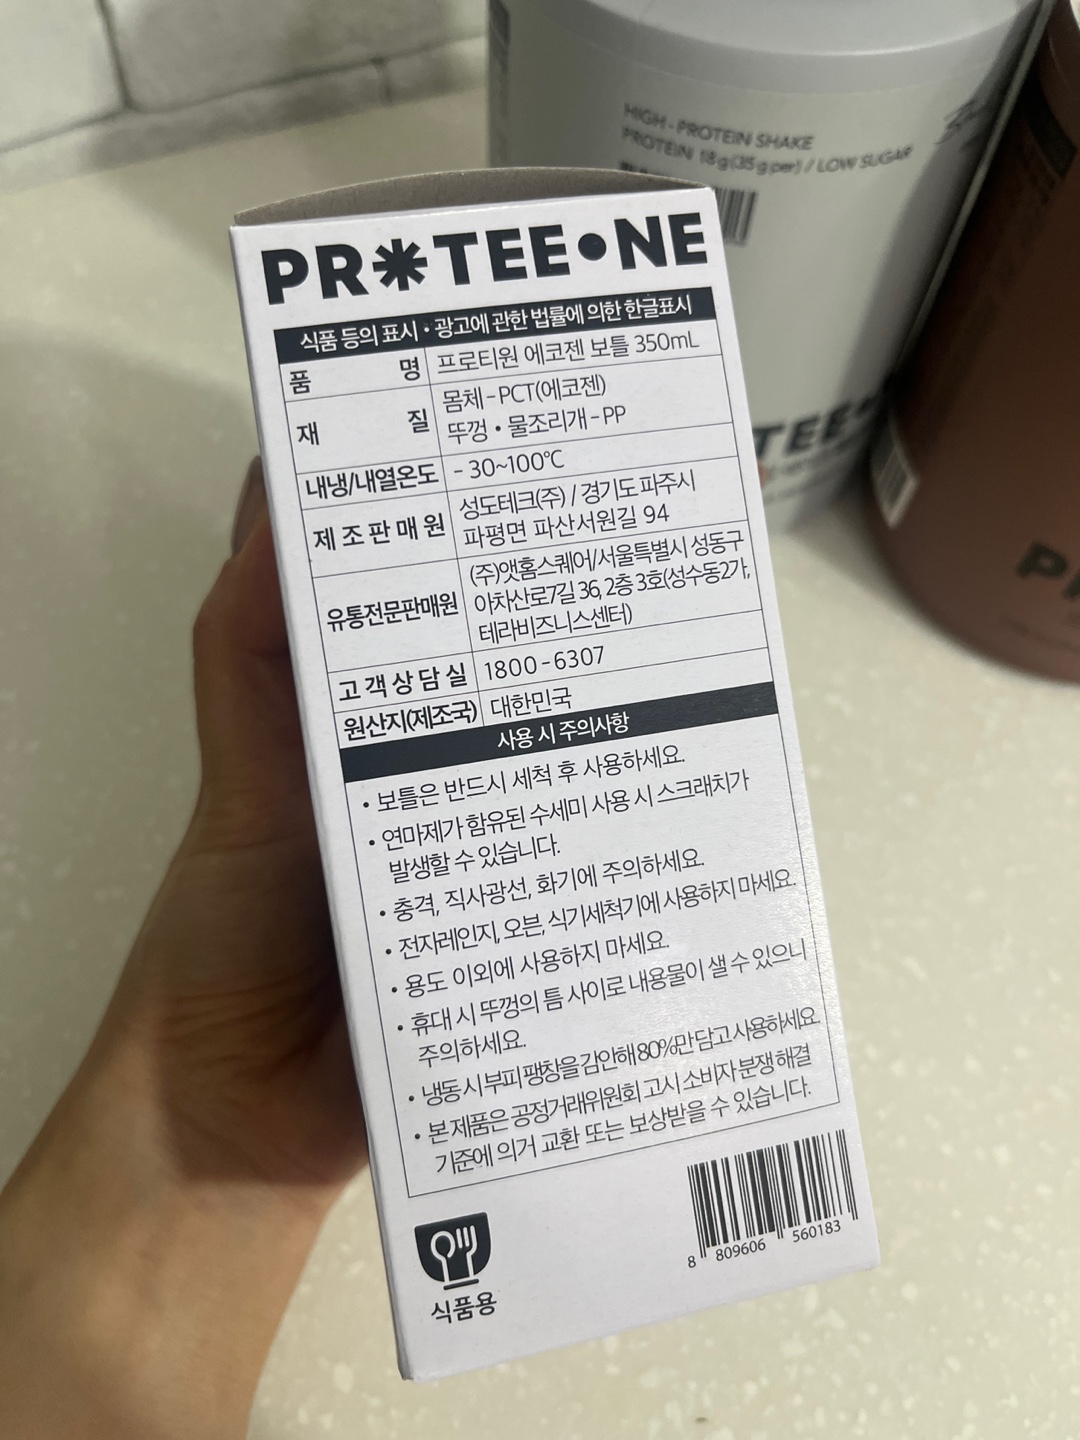 HIGH - PROTEIN SHAKE
PROTEIN 18g(35g per) / LOW SUGAR
PR*TEE•NE
식품 등의 표시 • 광고에 관한 법률에 의한 한글표시
품 명 프로티원 에코젠 보틀 350mL
재 질 몸체-PCT(에코젠)
뚜껑 • 물조리개-PP
내냉/내열온도 - 30~100℃
제조판매원 성도테크(주) / 경기도 파주시
파평면 파산서원길 94
유통전문판매원 (주)앳홈스퀘어/서울특별시 성동구
아차산로7길 36, 2층 3호(성수동2가,
테라비즈니스센터)
고객상담실 1800-6307
원산지(제조국) 대한민국
사용 시 주의사항
• 보틀은 반드시 세척 후 사용하세요.
• 연마제가 함유된 수세미 사용 시 스크래치가
발생할 수 있습니다.
• 충격, 직사광선, 화기에 주의하세요.
• 전자레인지, 오븐, 식기세척기에 사용하지 마세요.
• 용도 이외에 사용하지 마세요.
• 휴대 시 뚜껑의 틈 사이로 내용물이 샐 수 있으니
주의하세요.
• 냉동 시 부피 팽창을 감안해 80%만 담고 사용하세요.
• 본 제품은 공정거래위원회 고시 소비자 분쟁 해결
기준에 의거 교환 또는 보상받을 수 있습니다.
8 809606 560183
식품용